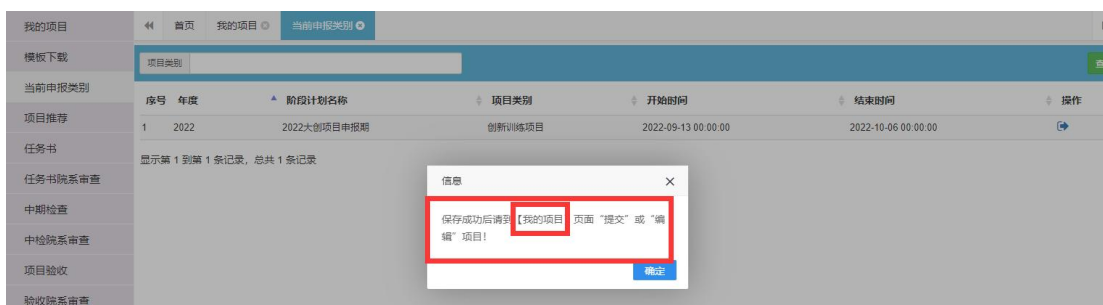 我的项目
模板下载
当前申报类别
项目推荐
任务书
任务书院系审查
中期检查
中检院系审查
项目验收
验收院系审查
首页 我的项目 当前申报类别
项目类别
序号 年度 阶段计划名称 项目类别 开始时间 结束时间 操作
1 2022 2022大创项目申报期 创新训练项目 2022-09-13 00:00:00 2022-10-06 00:00:00
显示第 1 到第 1 条记录，总共 1 条记录
信息
保存成功后请到【我的项目】页面“提交”或“编
辑”项目！
确定